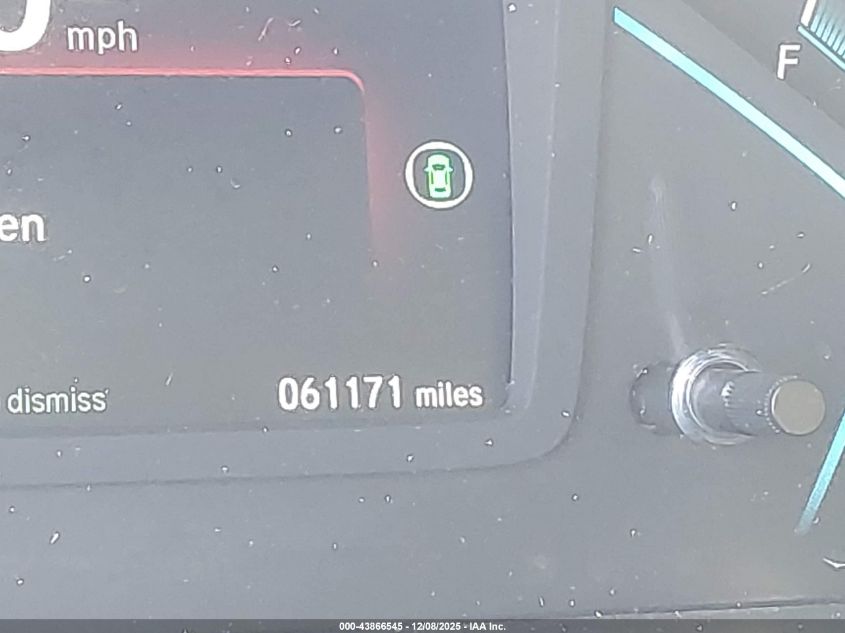 mph
F
en
dismiss
061171 miles
000-43866545 - 12/08/2025 - IAA Inc.